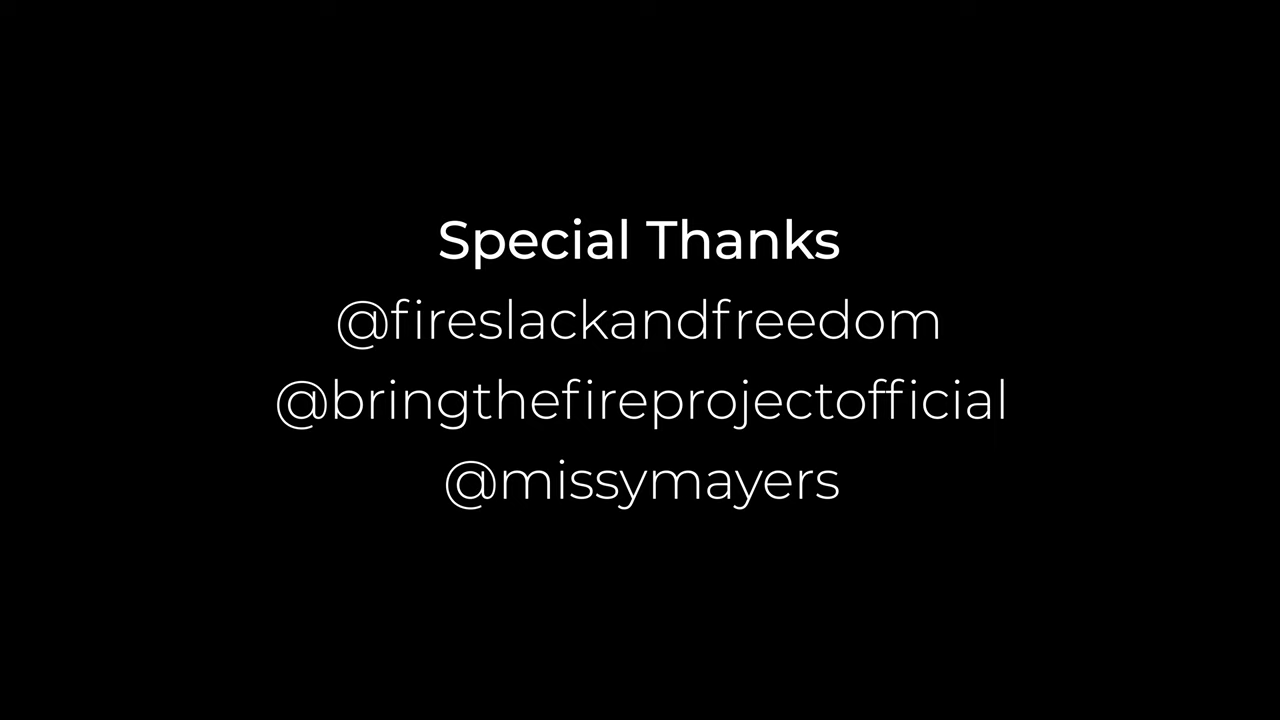 Special Thanks
@fireslackandfreedom
@bringthefireprojectofficial
@missymayers